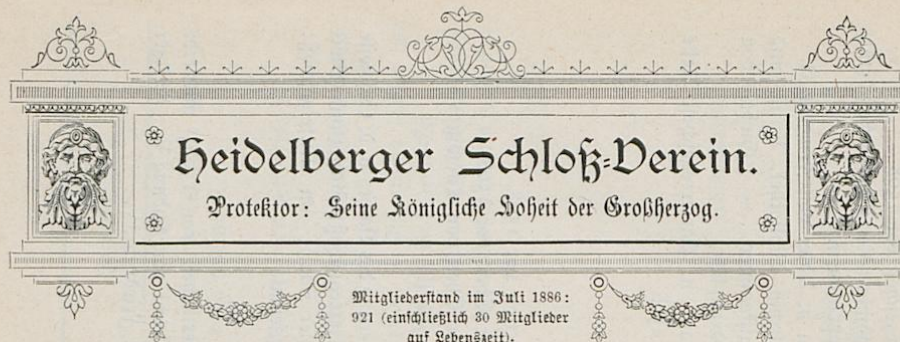 Heidelberger Schloß-Verein.
Protektor: Seine Königliche Hoheit der Großherzog.
Mitgliederstand im Juli 1886:
921 (einschließlich 30 Mitglieder
auf Lebenszeit).